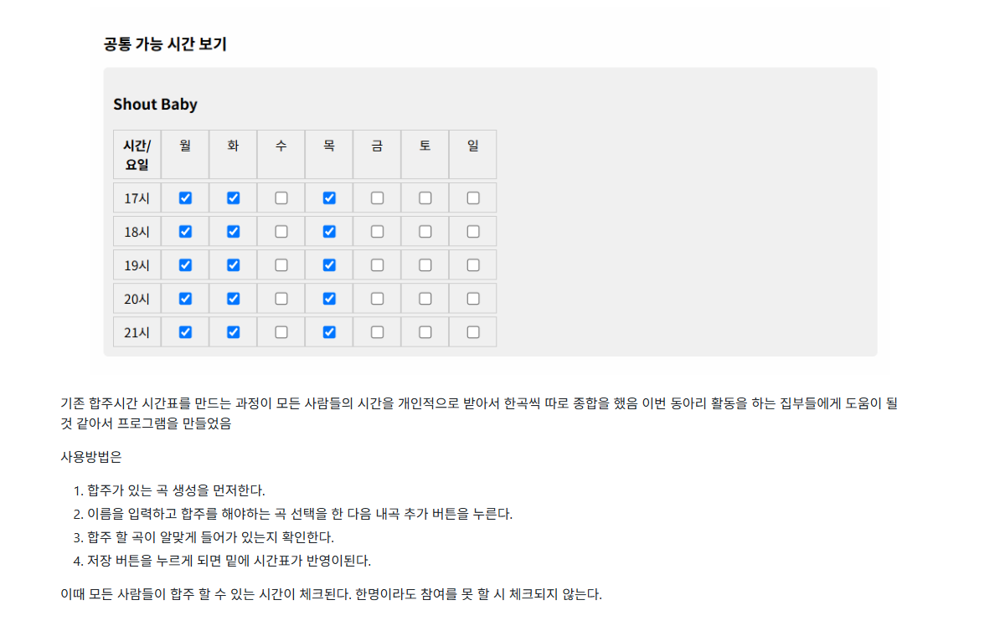 공통 가능 시간 보기
Shout Baby
시간/ 월 화 수 목 금 토 일
요일
17시
18시
19시
20시
21시
기존 합주시간 시간표를 만드는 과정이 모든 사람들의 시간을 개인적으로 받아서 한곡씩 따로 종합을 했음 이번 동아리 활동을 하는 집부들에게 도움이 될
것 같아서 프로그램을 만들었음
사용방법은
1. 합주가 있는 곡 생성을 먼저한다.
2. 이름을 입력하고 합주를 해야하는 곡 선택을 한 다음 내곡 추가 버튼을 누른다.
3. 합주 할 곡이 알맞게 들어가 있는지 확인한다.
4. 저장 버튼을 누르게 되면 밑에 시간표가 반영이된다.
이때 모든 사람들이 합주 할 수 있는 시간이 체크된다. 한명이라도 참여를 못 할 시 체크되지 않는다.